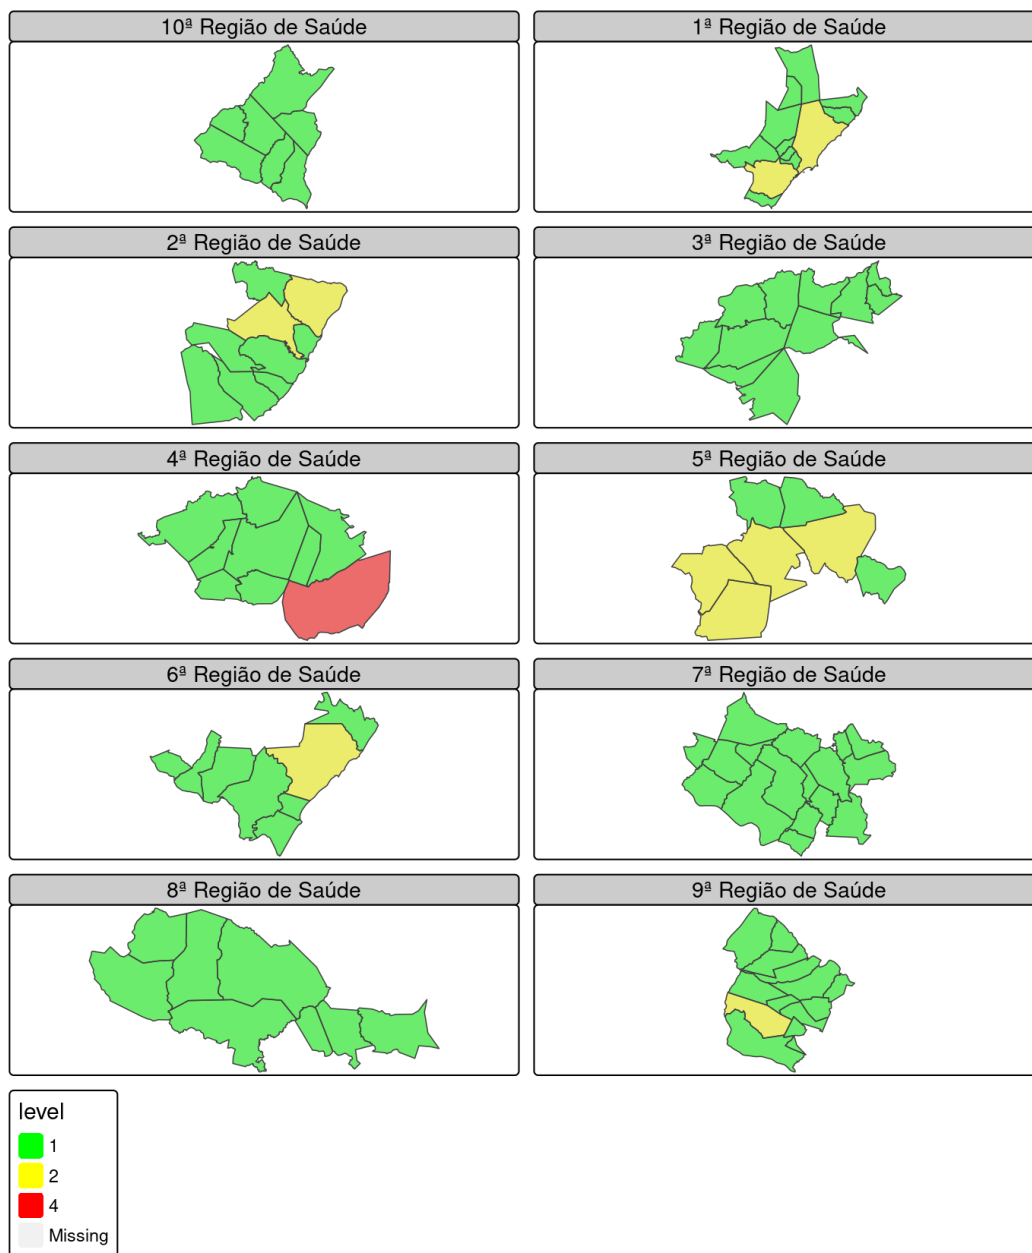 10ª Região de Saúde
1ª Região de Saúde
2ª Região de Saúde
3ª Região de Saúde
4ª Região de Saúde
5ª Região de Saúde
6ª Região de Saúde
7ª Região de Saúde
8ª Região de Saúde
9ª Região de Saúde
level
1
2
4
Missing